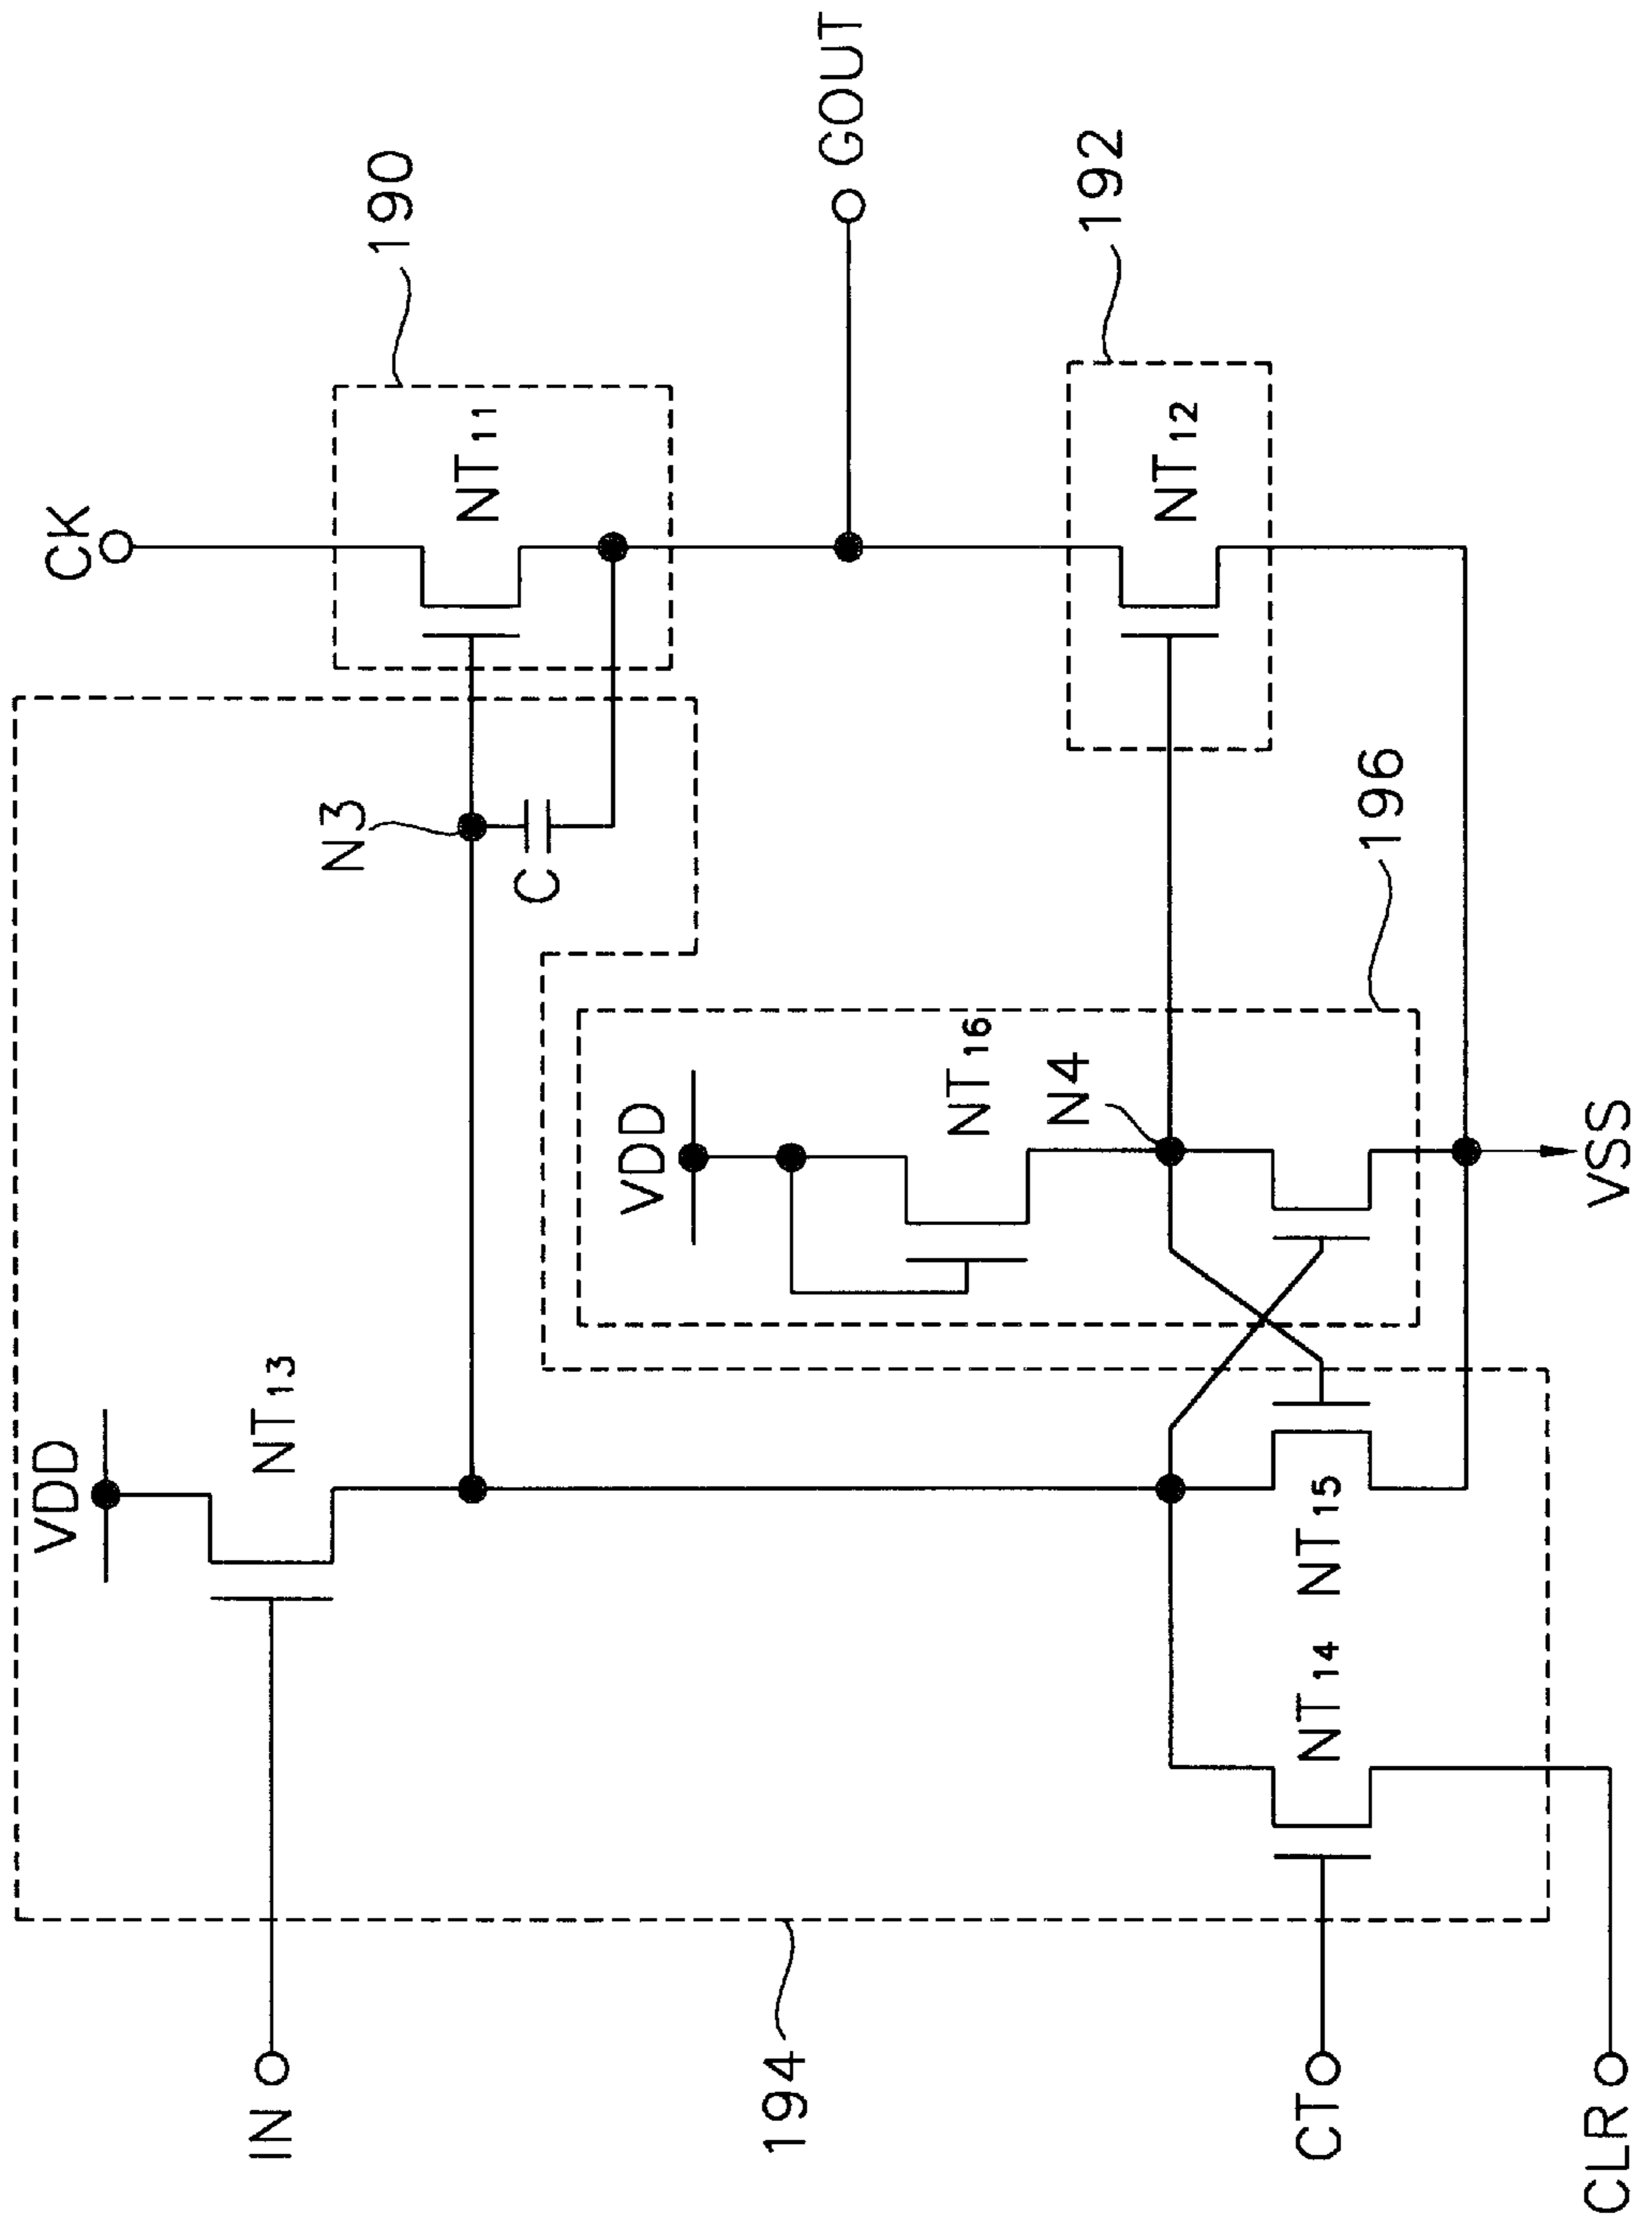 CK
190
VDD
NT13
N3
NT11
C
GOUT
IN
VDD
NT16
N4
192
NT12
194
196
NT14
NT15
CT
CLR
VSS